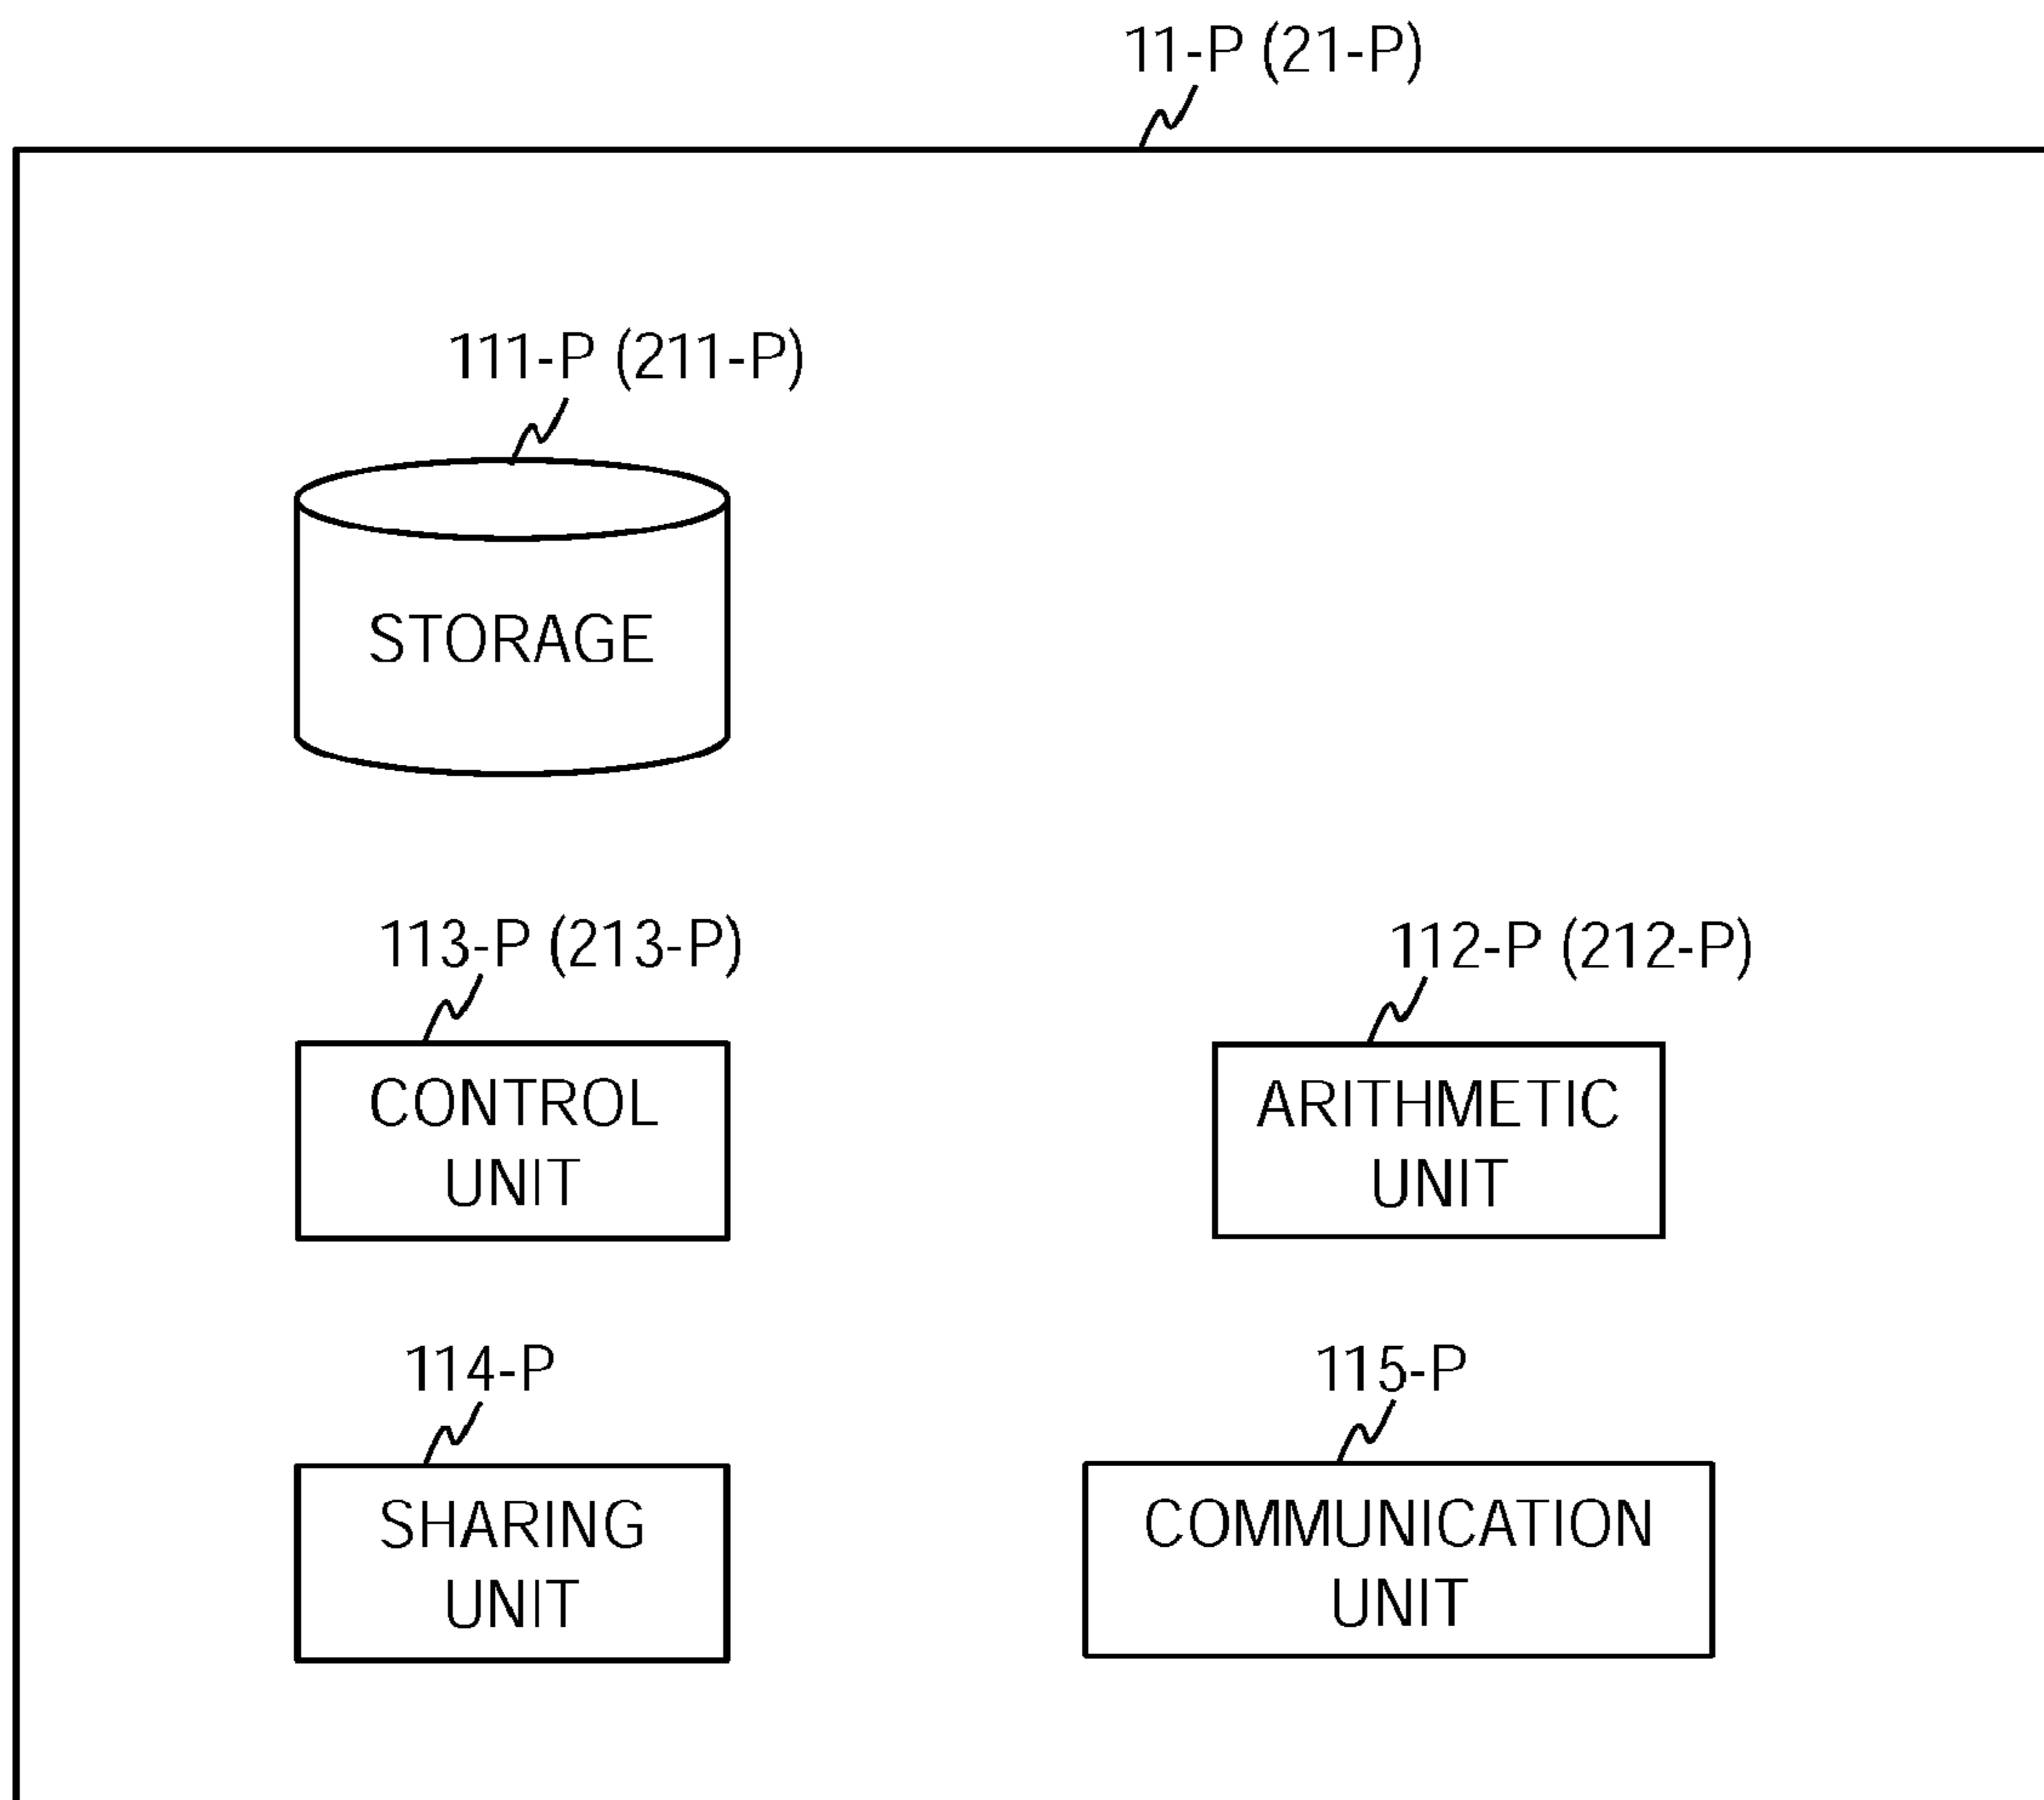 11-P (21-P)
111-P (211-P)
STORAGE
113-P (213-P)
112-P (212-P)
CONTROL
UNIT
ARITHMETIC
UNIT
114-P
115-P
SHARING
UNIT
COMMUNICATION
UNIT